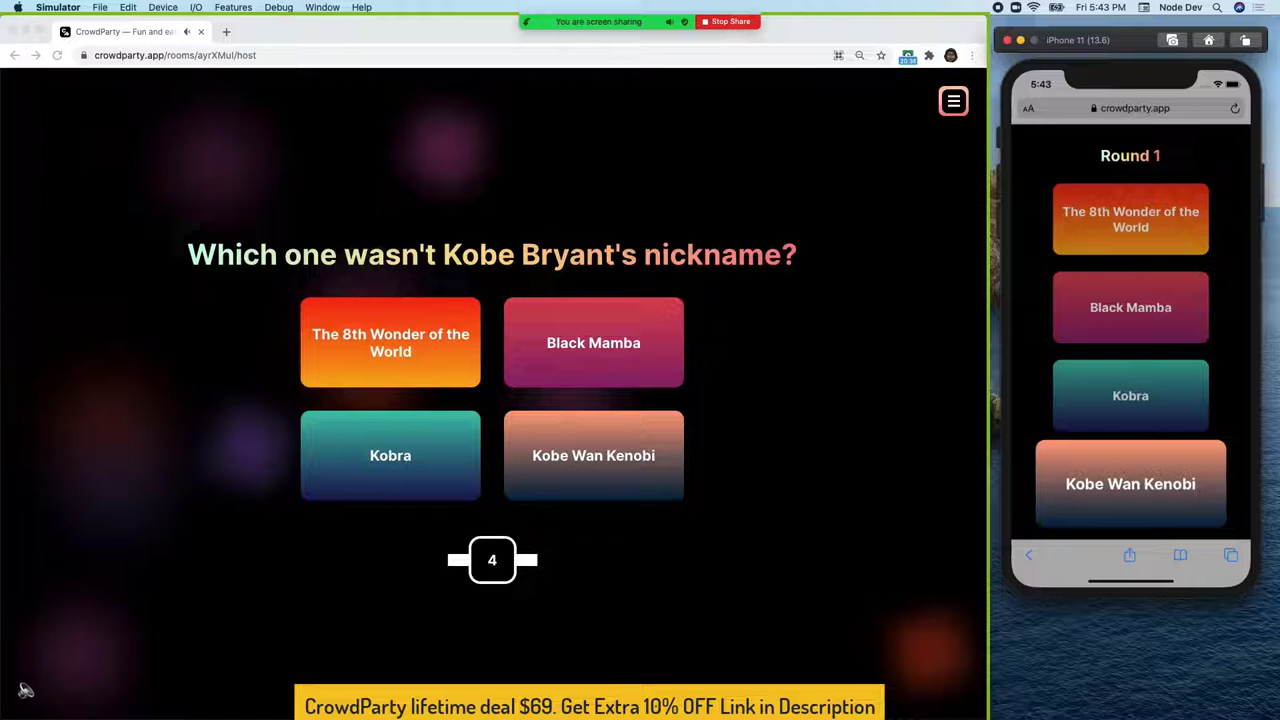 Simulator File Edit Device I/O Features Debug Window Help
You are screen sharing
Stop Share
Fri 5:43 PM Node Dev
CrowdParty — Fun and ea
crowdparty.app/rooms/ayrXMuI/host
20:36
iPhone 11 (13.6)
5:43
AA crowdparty.app
Which one wasn't Kobe Bryant's nickname?
The 8th Wonder of the
World
Black Mamba
Kobra
Kobe Wan Kenobi
4
Round 1
The 8th Wonder of the
World
Black Mamba
Kobra
Kobe Wan Kenobi
CrowdParty lifetime deal $69. Get Extra 10% OFF Link in Description